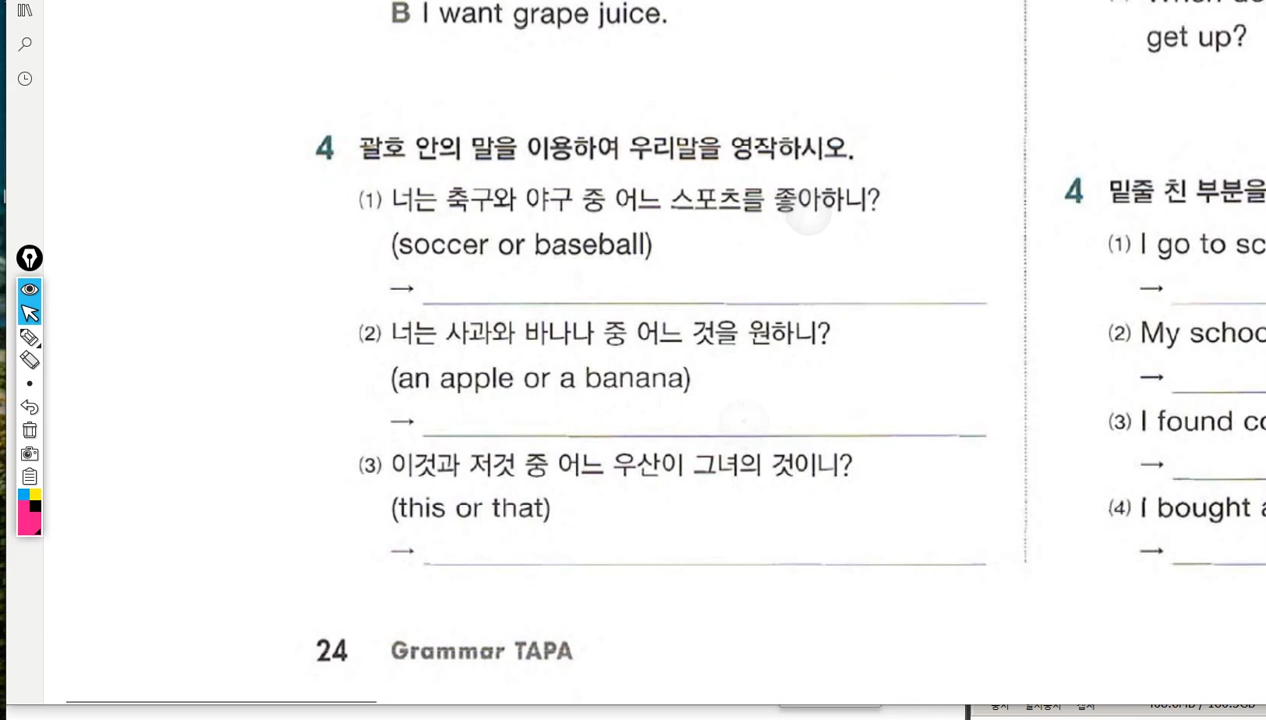 B I want grape juice.
get up?
4 괄호 안의 말을 이용하여 우리말을 영작하시오.
(1) 너는 축구와 야구 중 어느 스포츠를 좋아하니?
(soccer or baseball)
→
(2) 너는 사과와 바나나 중 어느 것을 원하니?
(an apple or a banana)
→
(3) 이것과 저것 중 어느 우산이 그녀의 것이니?
(this or that)
→
24 Grammar TAPA
4 밑줄 친 부분을
(1) I go to sc
→
(2) My schoo
→
(3) I found co
→
(4) I bought a
→